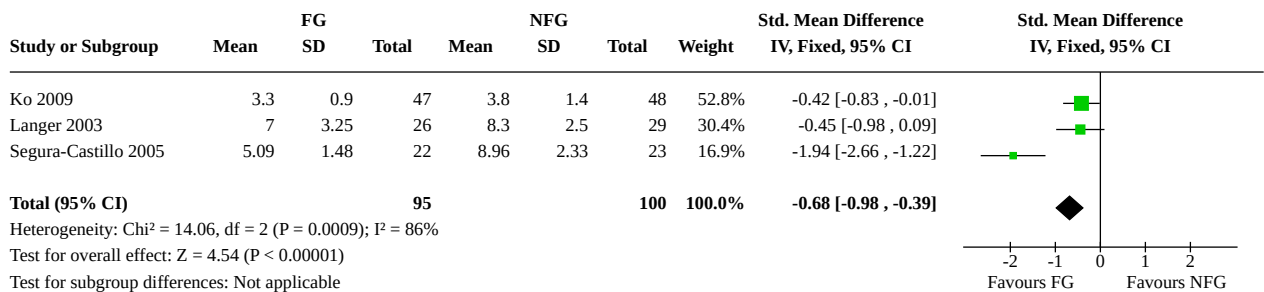 FG NFG Std. Mean Difference Std. Mean Difference
Study or Subgroup Mean SD Total Mean SD Total Weight IV, Fixed, 95% CI IV, Fixed, 95% CI
Ko 2009 3.3 0.9 47 3.8 1.4 48 52.8% -0.42 [-0.83 , -0.01]
Langer 2003 7 3.25 26 8.3 2.5 29 30.4% -0.45 [-0.98 , 0.09]
Segura-Castillo 2005 5.09 1.48 22 8.96 2.33 23 16.9% -1.94 [-2.66 , -1.22]
Total (95% CI) 95 100 100.0% -0.68 [-0.98 , -0.39]
Heterogeneity: Chi² = 14.06, df = 2 (P = 0.0009); I² = 86%
Test for overall effect: Z = 4.54 (P < 0.00001)
-2 -1 0 1 2
Test for subgroup differences: Not applicable
Favours FG Favours NFG